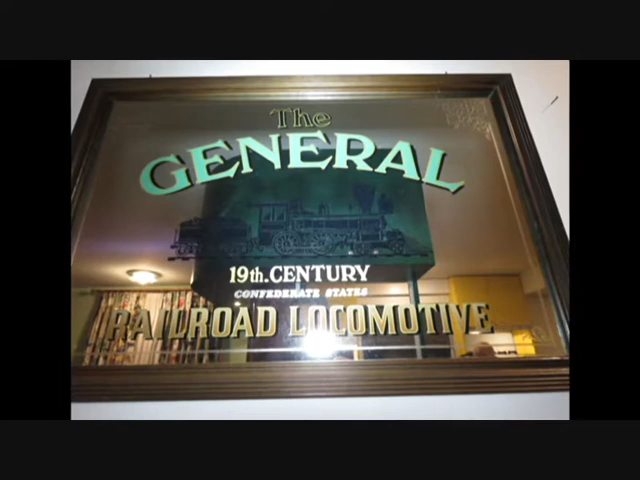 The
GENERAL
19th.CENTURY
CONFEDERATE STATES
RAILROAD LOCOMOTIVE